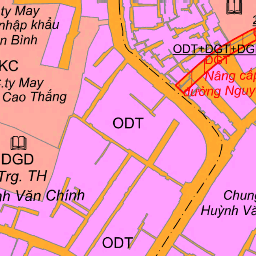 .ty May
nhập khẩu
n Bình
KC
.ty May
Cao Thắng
ODT+DGT+DG
DGT
Nâng cấp
đường Nguy
ODT
DGD
Trg. TH
nh Văn Chính
Chung
Huỳnh Vă
ODT